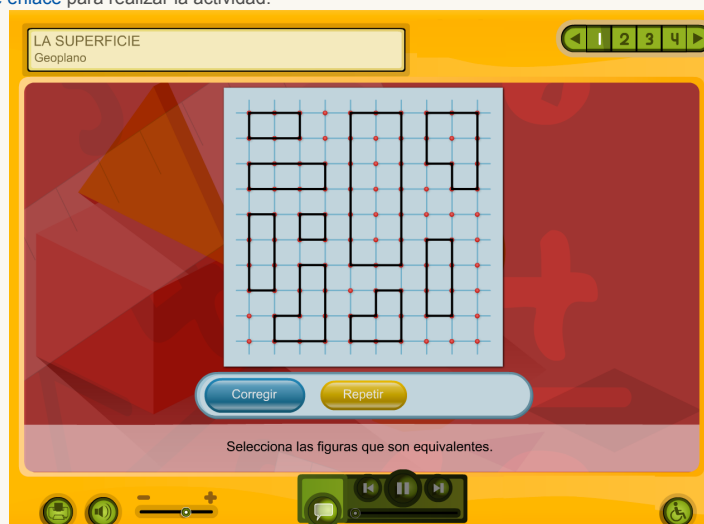 enlace para realizar la actividad.
LA SUPERFICIE
Geoplano
1 2 3 4
Corregir
Repetir
Selecciona las figuras que son equivalentes.